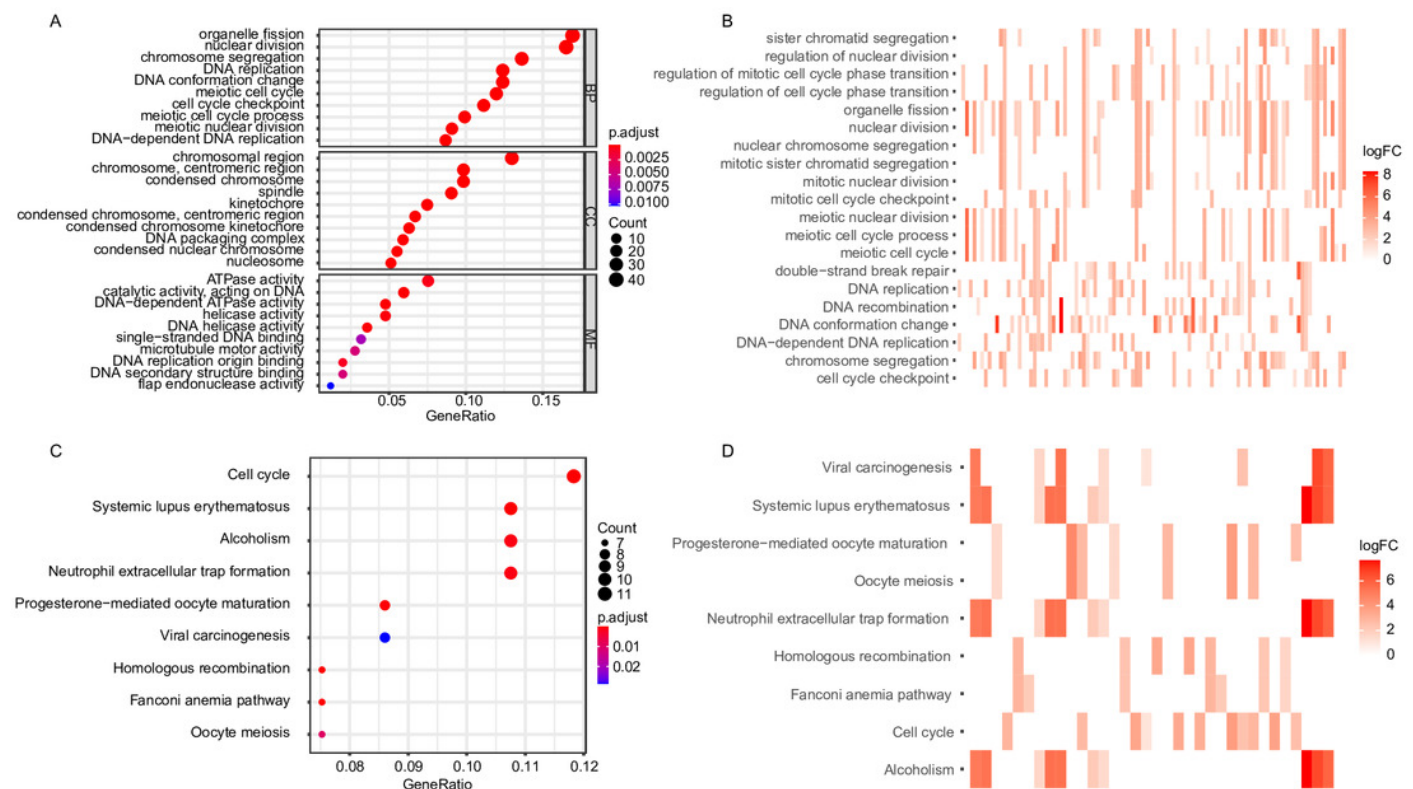 A
organelle fission
nuclear division
chromosome segregation
DNA replication
DNA conformation change
meiotic cell cycle
cell cycle checkpoint
meiotic cell cycle process
meiotic nuclear division
DNA−dependent DNA replication
BP
chromosomal region
chromosome, centromeric region
condensed chromosome
spindle
kinetochore
condensed chromosome, centromeric region
condensed chromosome kinetochore
DNA packaging complex
condensed nuclear chromosome
nucleosome
CC
ATPase activity
catalytic activity, acting on DNA
DNA−dependent ATPase activity
helicase activity
DNA helicase activity
single−stranded DNA binding
microtubule motor activity
DNA replication origin binding
DNA secondary structure binding
flap endonuclease activity
MF
0.05 0.10 0.15
GeneRatio
p.adjust
0.0025
0.0050
0.0075
0.0100
Count
10
20
30
40
B
sister chromatid segregation
regulation of nuclear division
regulation of mitotic cell cycle phase transition
regulation of cell cycle phase transition
organelle fission
nuclear division
nuclear chromosome segregation
mitotic sister chromatid segregation
mitotic nuclear division
mitotic cell cycle checkpoint
meiotic nuclear division
meiotic cell cycle process
meiotic cell cycle
double−strand break repair
DNA replication
DNA recombination
DNA conformation change
DNA−dependent DNA replication
chromosome segregation
cell cycle checkpoint
logFC
8
6
4
2
0
C
Cell cycle
Systemic lupus erythematosus
Alcoholism
Neutrophil extracellular trap formation
Progesterone−mediated oocyte maturation
Viral carcinogenesis
Homologous recombination
Fanconi anemia pathway
Oocyte meiosis
0.08 0.09 0.10 0.11 0.12
GeneRatio
Count
7
8
9
10
11
p.adjust
0.01
0.02
D
Viral carcinogenesis
Systemic lupus erythematosus
Progesterone−mediated oocyte maturation
Oocyte meiosis
Neutrophil extracellular trap formation
Homologous recombination
Fanconi anemia pathway
Cell cycle
Alcoholism
logFC
6
4
2
0